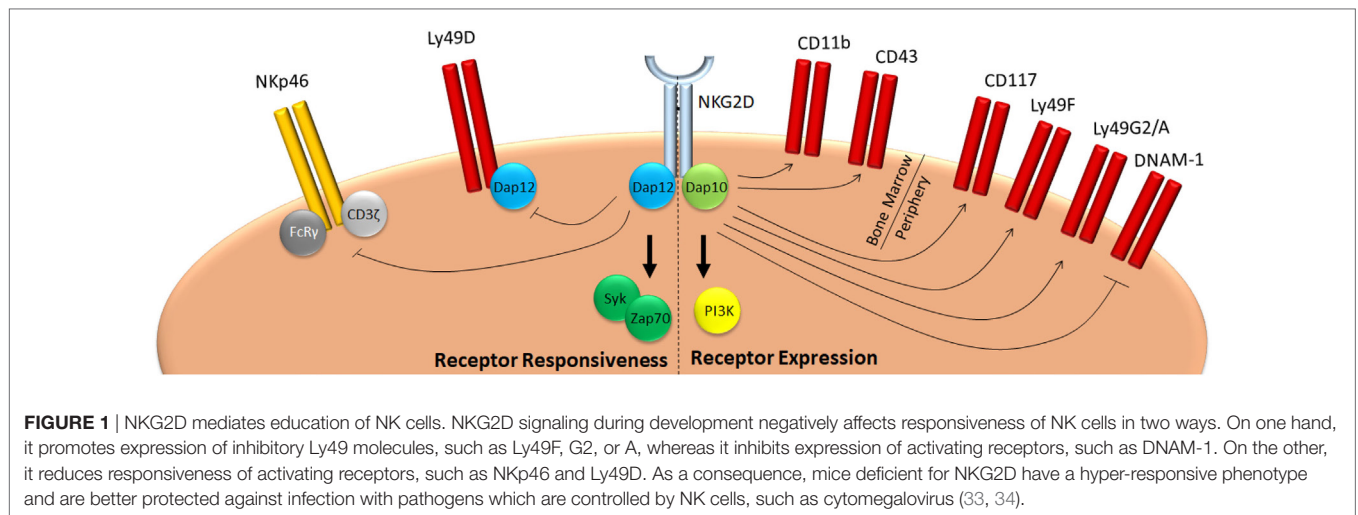 Ly49D
CD11b
CD43
NKp46
NKG2D
CD117
Ly49F
Ly49G2/A
DNAM-1
Dap12
Dap12
Dap10
CD3ζ
FcRγ
Bone Marrow
Periphery
Syk
Zap70
PI3K
Receptor Responsiveness
Receptor Expression
FIGURE 1 | NKG2D mediates education of NK cells. NKG2D signaling during development negatively affects responsiveness of NK cells in two ways. On one hand,
it promotes expression of inhibitory Ly49 molecules, such as Ly49F, G2, or A, whereas it inhibits expression of activating receptors, such as DNAM-1. On the other,
it reduces responsiveness of activating receptors, such as NKp46 and Ly49D. As a consequence, mice deficient for NKG2D have a hyper-responsive phenotype
and are better protected against infection with pathogens which are controlled by NK cells, such as cytomegalovirus (33, 34).